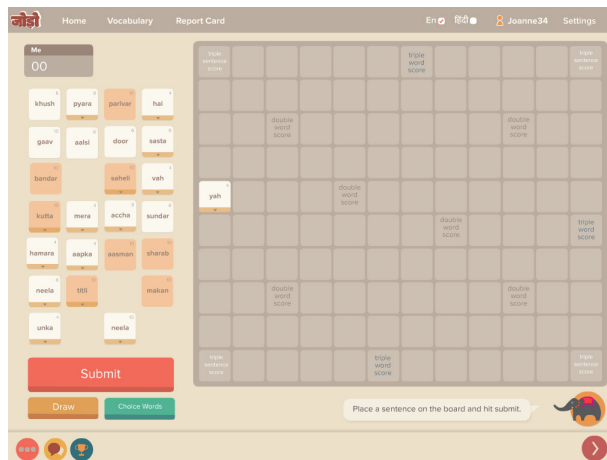 जोड़ो
Home Vocabulary Report Card
En हिंदी Joanne34 Settings
Me
00
khush pyara parivar hai
gaav aalsi door sasta
bandar saheli vah
kutta mera accha sundar
hamara aapka aasman sharab
neela titli makan
unka neela
Submit
Draw Choice Words
triple
sentence
score
triple
word
score
triple
sentence
score
double
word
score
double
word
score
yah
double
word
score
double
word
score
triple
word
score
double
word
score
double
word
score
triple
sentence
score
triple
word
score
triple
sentence
score
Place a sentence on the board and hit submit.